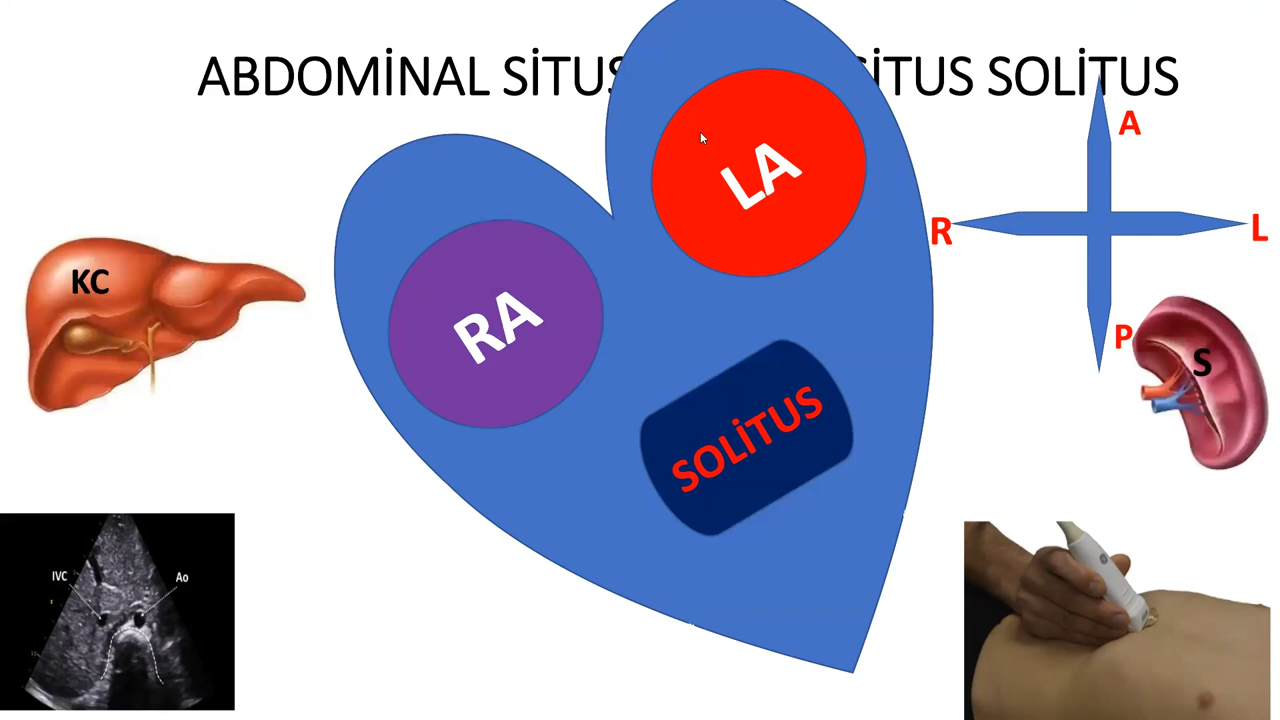 ABDOMİNAL SİTUS SİTUS SOLİTUS
A
LA
R
L
KC
RA
P
S
SOLİTUS
IVC
Ao